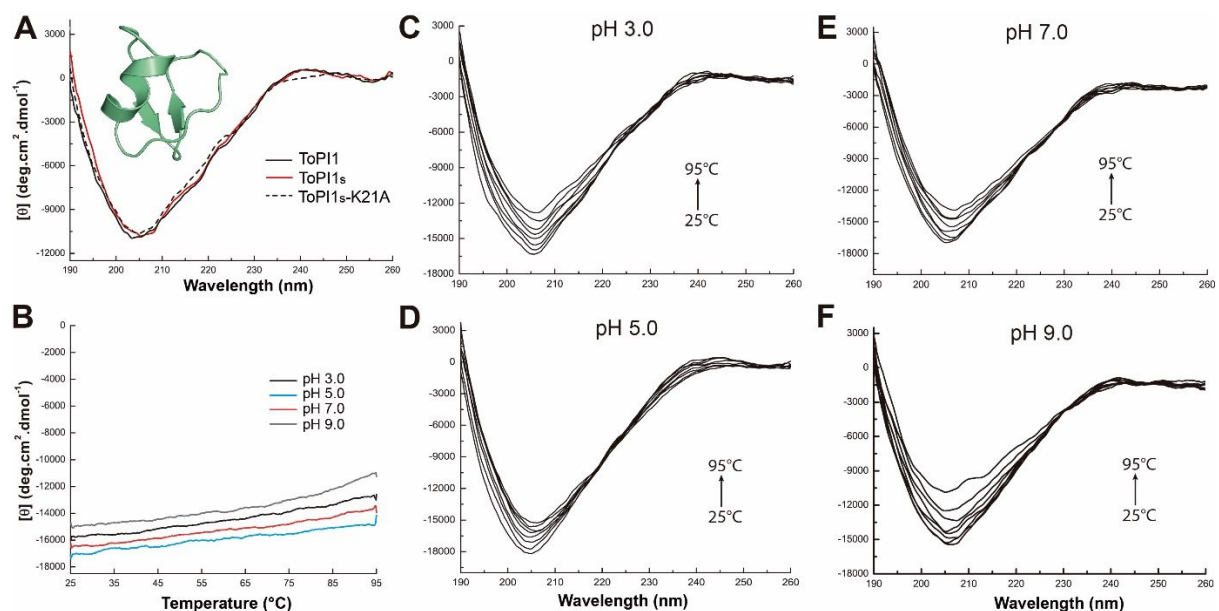 A
3000
0
-3000
-6000
-9000
-12000
[θ] (deg.cm².dmol⁻¹)
ToPI1
ToPI1s
ToPI1s-K21A
190 200 210 220 230 240 250 260
Wavelength (nm)
B
0
-2000
-4000
-6000
-8000
-10000
-12000
-14000
-16000
-18000
[θ] (deg.cm².dmol⁻¹)
pH 3.0
pH 5.0
pH 7.0
pH 9.0
25 35 45 55 65 75 85 95
Temperature (°C)
C
pH 3.0
3000
0
-3000
-6000
-9000
-12000
-15000
-18000
95°C
25°C
190 200 210 220 230 240 250 260
D
pH 5.0
3000
0
-3000
-6000
-9000
-12000
-15000
-18000
95°C
25°C
190 200 210 220 230 240 250 260
Wavelength (nm)
E
pH 7.0
3000
0
-3000
-6000
-9000
-12000
-15000
-18000
95°C
25°C
190 200 210 220 230 240 250 260
F
pH 9.0
3000
0
-3000
-6000
-9000
-12000
-15000
-18000
95°C
25°C
190 200 210 220 230 240 250 260
Wavelength (nm)